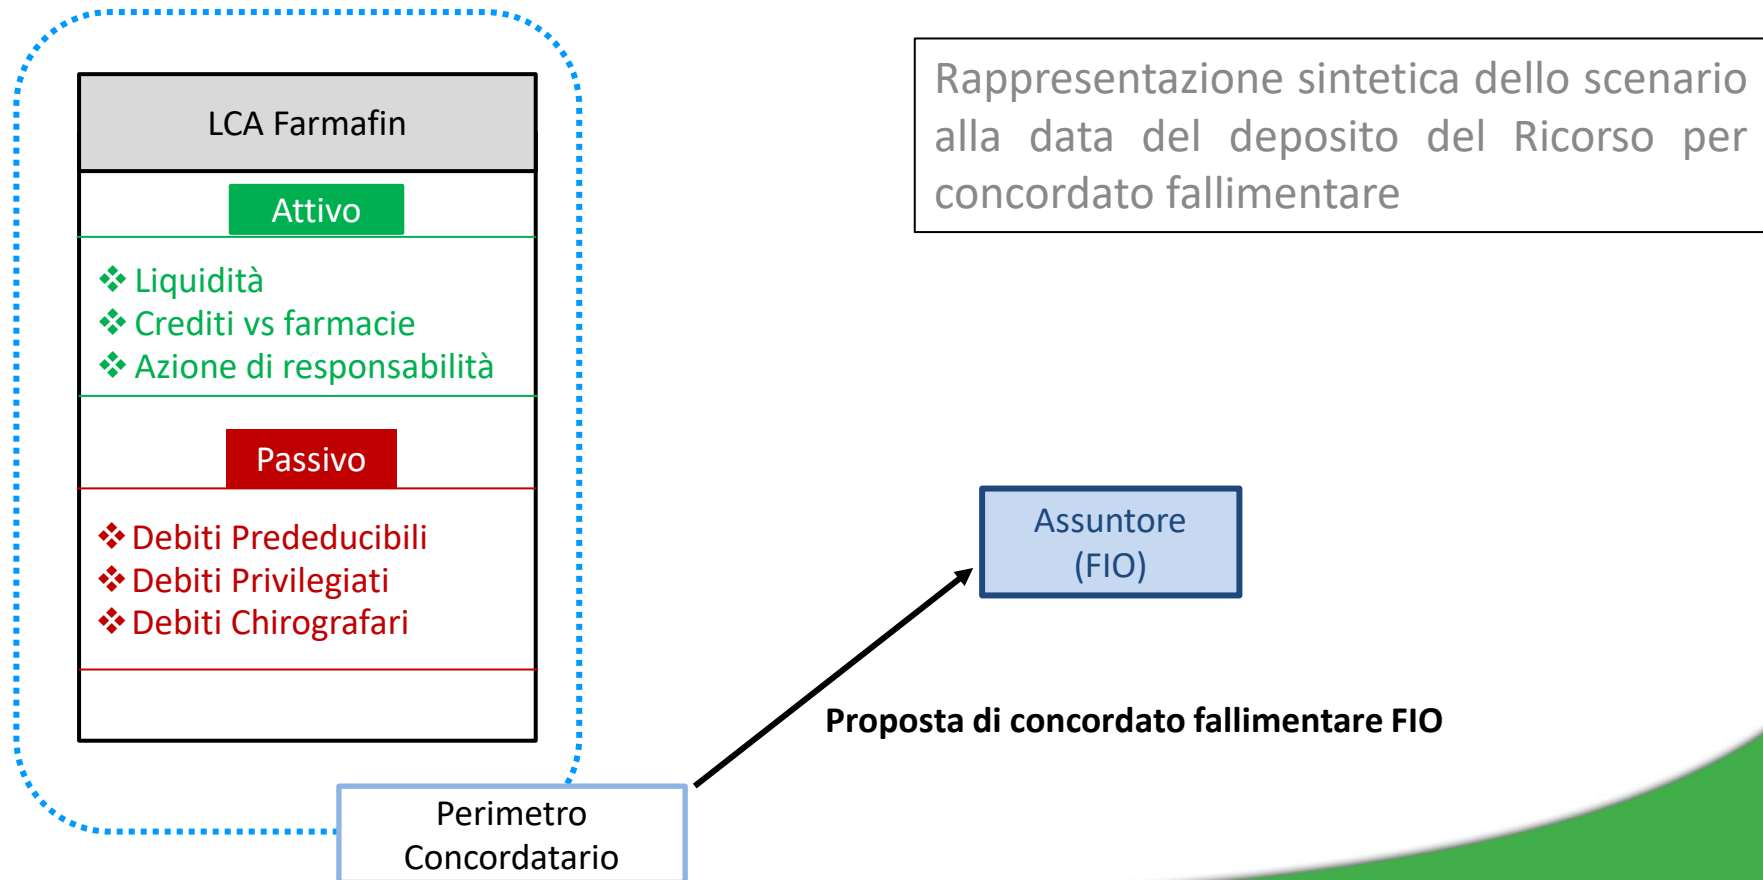 LCA Farmafin
Attivo
❖ Liquidità
❖ Crediti vs farmacie
❖ Azione di responsabilità
Passivo
❖ Debiti Prededucibili
❖ Debiti Privilegiati
❖ Debiti Chirografari
Perimetro
Concordatario
Rappresentazione sintetica dello scenario
alla data del deposito del Ricorso per
concordato fallimentare
Assuntore
(FIO)
Proposta di concordato fallimentare FIO